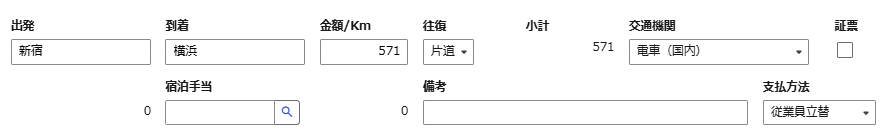 出発 到着 金額/Km 往復 小計 交通機関 証票
新宿 横浜 571 片道 571 電車（国内）
宿泊手当 備考 支払方法
0 0 従業員立替